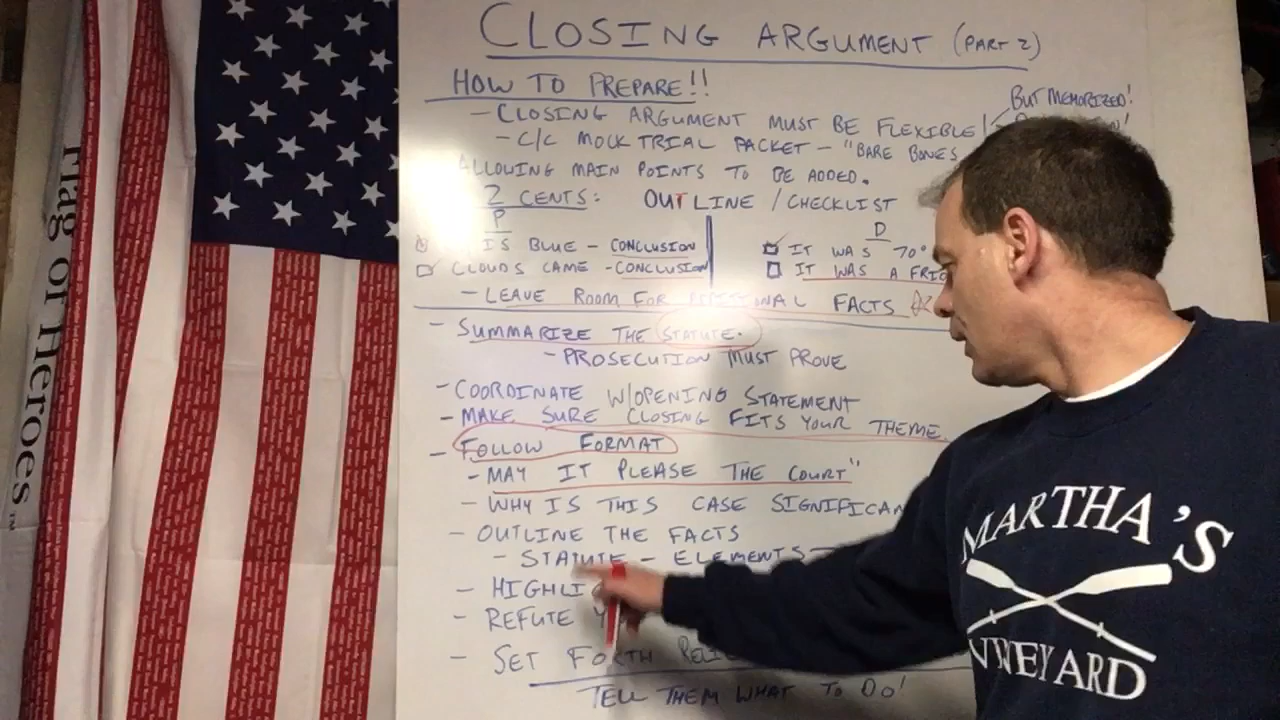 CLOSING ARGUMENT (PART 2)
HOW TO PREPARE!!
BUT MEMORIZED!
- CLOSING ARGUMENT MUST BE FLEXIBLE/
- C/C MOCK TRIAL PACKET - "BARE BONES
ALLOWING MAIN POINTS TO BE ADDED.
2 CENTS: OUTLINE / CHECKLIST
P
D
IS BLUE - CONCLUSION
IT WAS 70°
CLOUDS CAME - CONCLUSION
IT WAS A
- LEAVE ROOM FOR FACTS
- SUMMARIZE THE STATUTE.
- PROSECUTION MUST PROVE
- COORDINATE W/OPENING STATEMENT
- MAKE SURE CLOSING FITS YOUR THEME.
- FOLLOW FORMAT
- MAY IT PLEASE THE COURT"
- WHY IS THIS CASE
- OUTLINE THE FACTS
- STATUTE - ELEMENTS -
- REFUTE
- SET FORTH
TELL THEM WHAT TO DO!
Flag of Heroes.™
MARTHA'S
VINEYARD